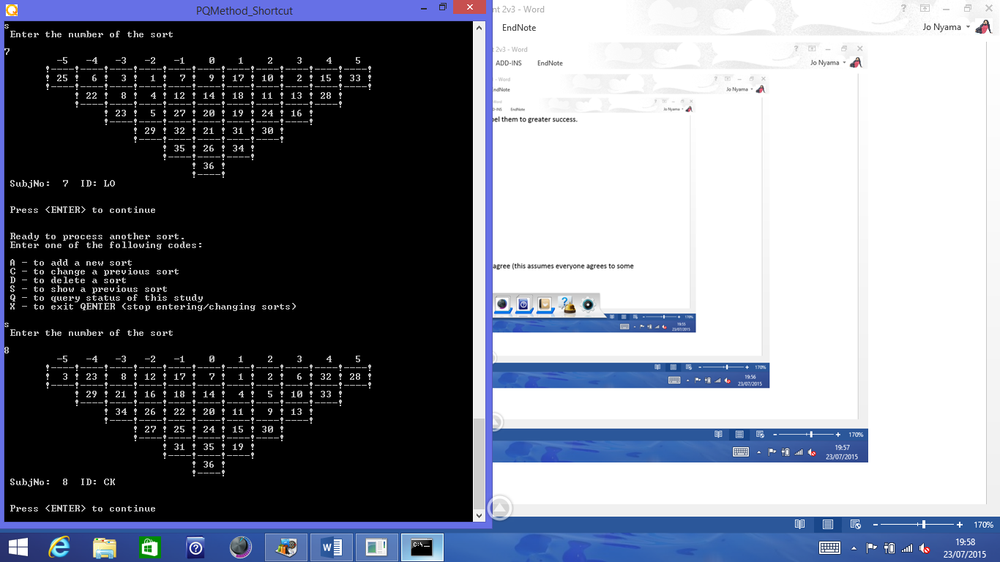 PQMethod_Shortcut
s
Enter the number of the sort
7
-5 -4 -3 -2 -1 0 1 2 3 4 5
! 25 ! 6 ! 3 ! 1 ! 7 ! 9 ! 17 ! 10 ! 2 ! 15 ! 33 !
! 22 ! 8 ! 4 ! 12 ! 14 ! 18 ! 11 ! 13 ! 28 !
! 23 ! 5 ! 27 ! 20 ! 19 ! 24 ! 16 !
! 29 ! 32 ! 21 ! 31 ! 30 !
! 35 ! 26 ! 34 !
! 36 !
SubjNo: 7 ID: LO
Press <ENTER> to continue
Ready to process another sort.
Enter one of the following codes:
A - to add a new sort
C - to change a previous sort
D - to delete a sort
S - to show a previous sort
Q - to query status of this study
X - to exit QENTER (stop entering/changing sorts)
s
Enter the number of the sort
8
-5 -4 -3 -2 -1 0 1 2 3 4 5
! 3 ! 23 ! 8 ! 12 ! 17 ! 7 ! 1 ! 2 ! 6 ! 32 ! 28 !
! 29 ! 21 ! 16 ! 18 ! 14 ! 4 ! 5 ! 10 ! 33 !
! 34 ! 26 ! 22 ! 20 ! 11 ! 9 ! 13 !
! 27 ! 25 ! 24 ! 15 ! 30 !
! 31 ! 35 ! 19 !
! 36 !
SubjNo: 8 ID: CK
Press <ENTER> to continue
nt 2v3 - Word
EndNote
Jo Nyama
2v3 - Word
ADD-INS EndNote
Jo Nyama
- Word
EndNote
Jo Nyama
Word
D-INS EndNote
Jo Nyama
pel them to greater success.
agree (this assumes everyone agrees to some
170%
19:55
23/07/2015
170%
19:56
23/07/2015
170%
19:57
23/07/2015
170%
19:58
23/07/2015